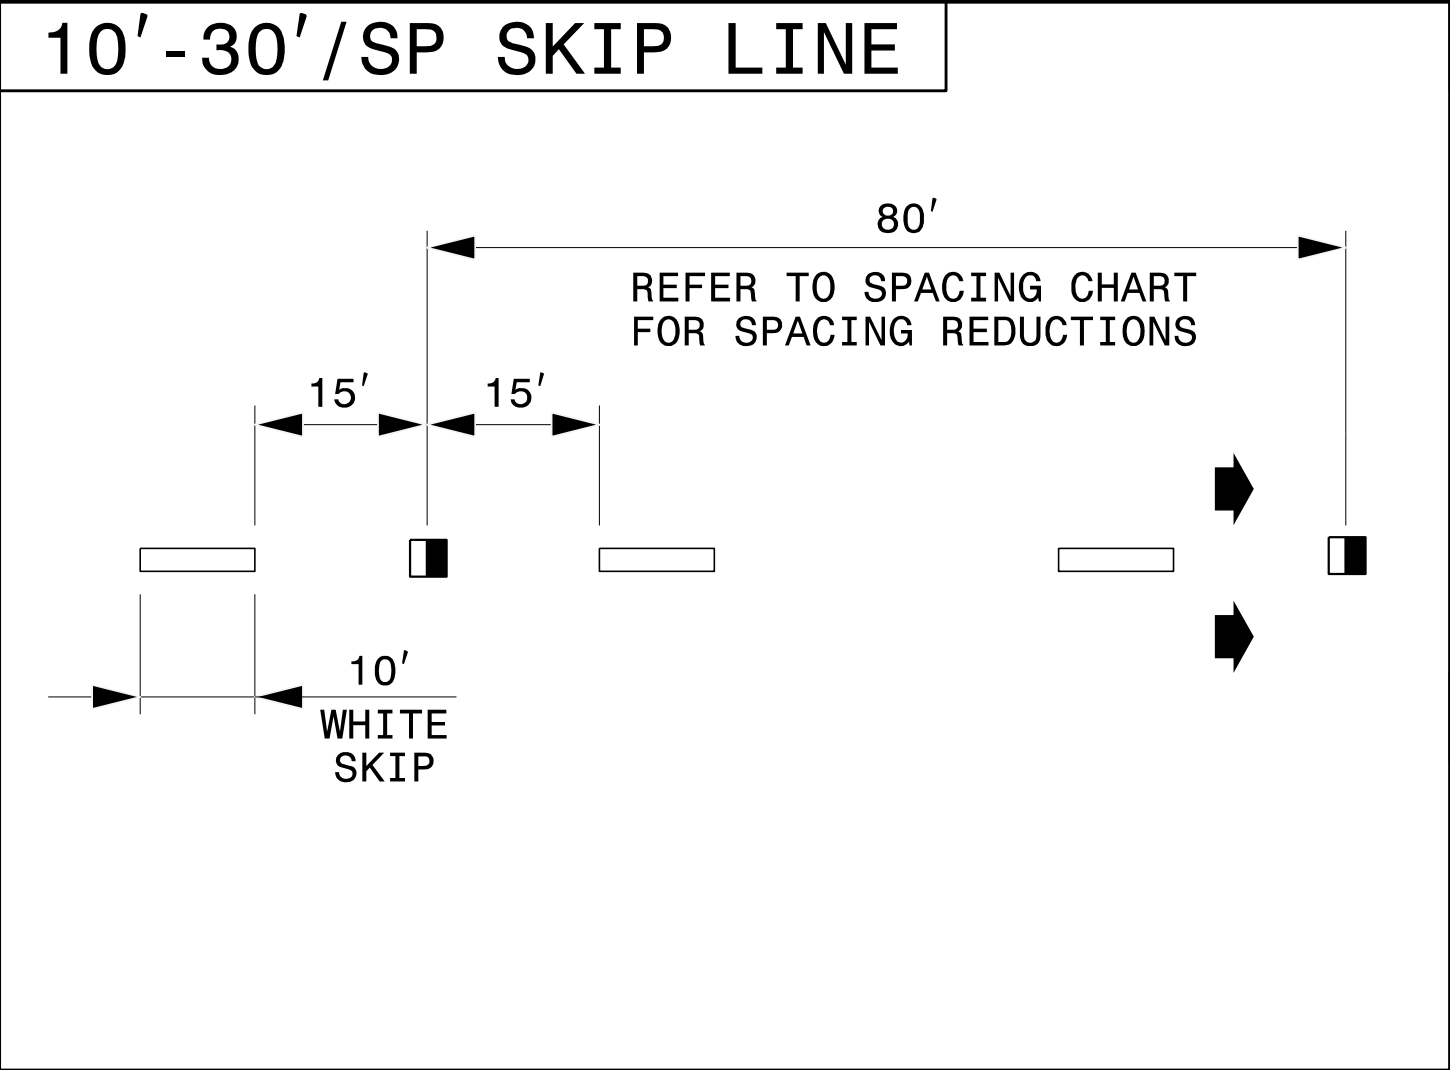 10'-30'/SP SKIP LINE
80'
REFER TO SPACING CHART
FOR SPACING REDUCTIONS
15' 15'
10'
WHITE
SKIP